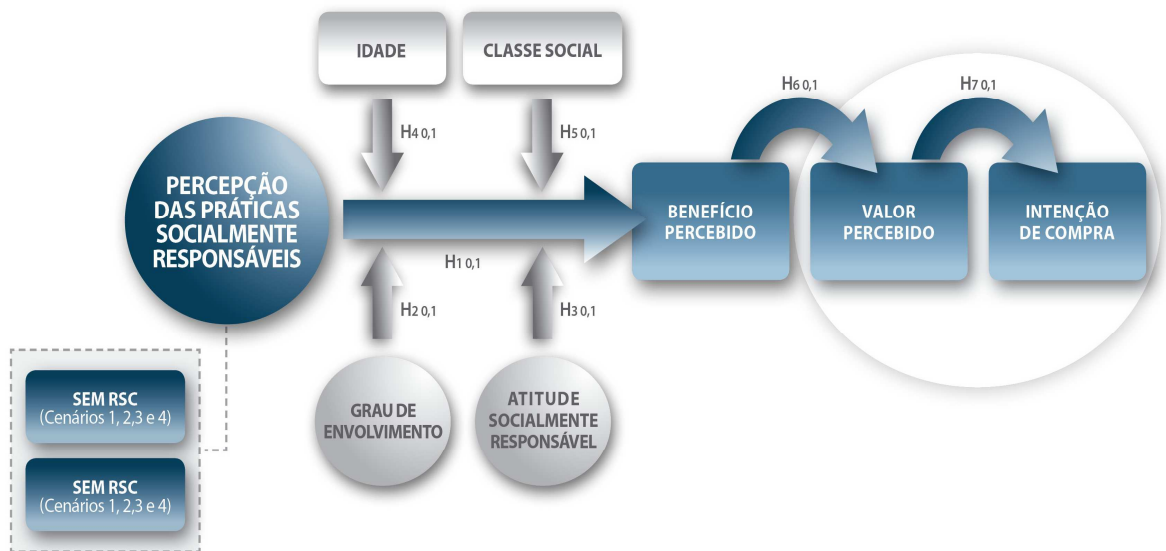 IDADE
CLASSE SOCIAL
H4 0,1
H5 0,1
H6 0,1
H7 0,1
PERCEPÇÃO
DAS PRÁTICAS
SOCIALMENTE
RESPONSÁVEIS
BENEFÍCIO
PERCEBIDO
VALOR
PERCEBIDO
INTENÇÃO
DE COMPRA
H1 0,1
H2 0,1
H3 0,1
GRAU DE
ENVOLVIMENTO
ATITUDE
SOCIALMENTE
RESPONSÁVEL
SEM RSC
(Cenários 1, 2,3 e 4)
SEM RSC
(Cenários 1, 2,3 e 4)